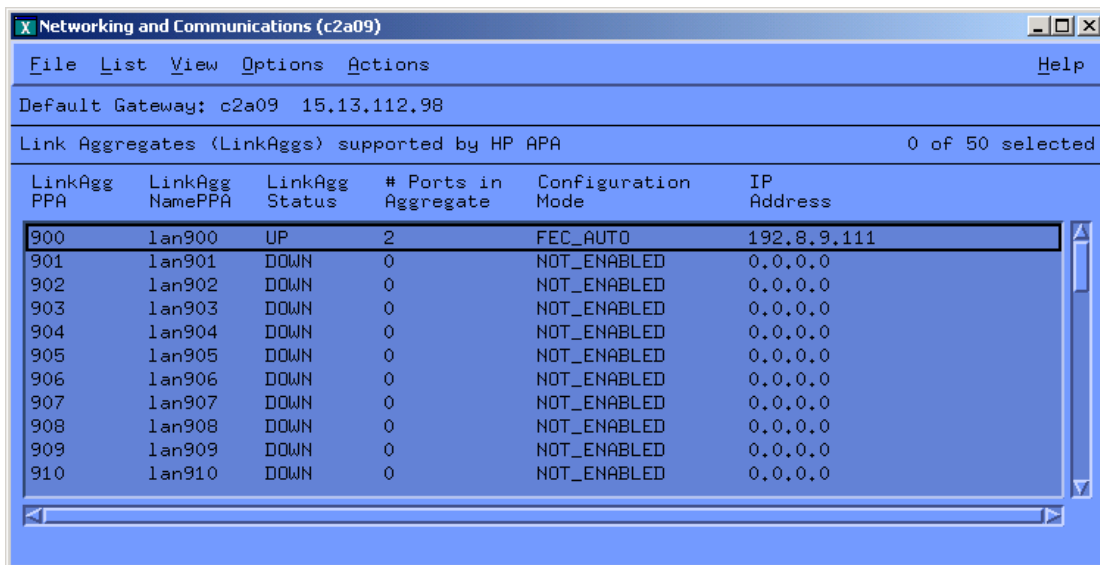 X Networking and Communications (c2a09)
File List View Options Actions Help
Default Gateway: c2a09 15.13.112.98
Link Aggregates (LinkAggs) supported by HP APA 0 of 50 selected
LinkAgg LinkAgg LinkAgg # Ports in Configuration IP
PPA NamePPA Status Aggregate Mode Address
900 lan900 UP 2 FEC_AUTO 192.8.9.111
901 lan901 DOWN 0 NOT_ENABLED 0.0.0.0
902 lan902 DOWN 0 NOT_ENABLED 0.0.0.0
903 lan903 DOWN 0 NOT_ENABLED 0.0.0.0
904 lan904 DOWN 0 NOT_ENABLED 0.0.0.0
905 lan905 DOWN 0 NOT_ENABLED 0.0.0.0
906 lan906 DOWN 0 NOT_ENABLED 0.0.0.0
907 lan907 DOWN 0 NOT_ENABLED 0.0.0.0
908 lan908 DOWN 0 NOT_ENABLED 0.0.0.0
909 lan909 DOWN 0 NOT_ENABLED 0.0.0.0
910 lan910 DOWN 0 NOT_ENABLED 0.0.0.0